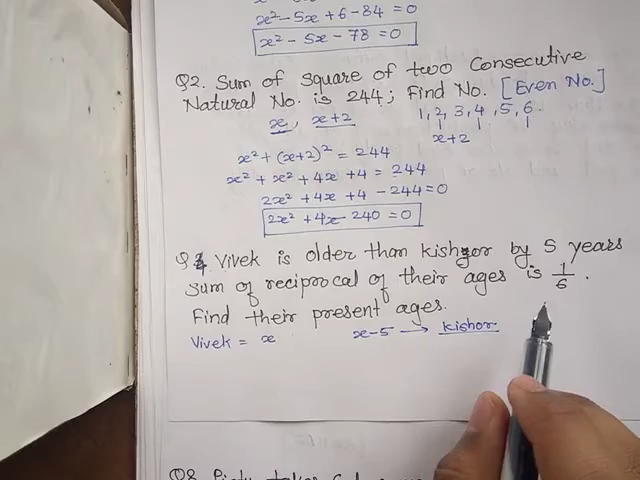 x² - 5x + 6 - 84 = 0
x² - 5x - 78 = 0
Q2. Sum of square of two Consecutive
Natural No. is 244; Find No. [Even No.]
x, x+2 1, 2, 3, 4, 5, 6.
x+2
x² + (x+2)² = 244
x² + x² + 4x + 4 = 244
2x² + 4x + 4 - 244 = 0
2x² + 4x - 240 = 0
Vivek is older than kishor by 5 years
sum of reciprocal of their ages is 1/6.
Find their present ages.
Vivek = x x-5 → kishor.